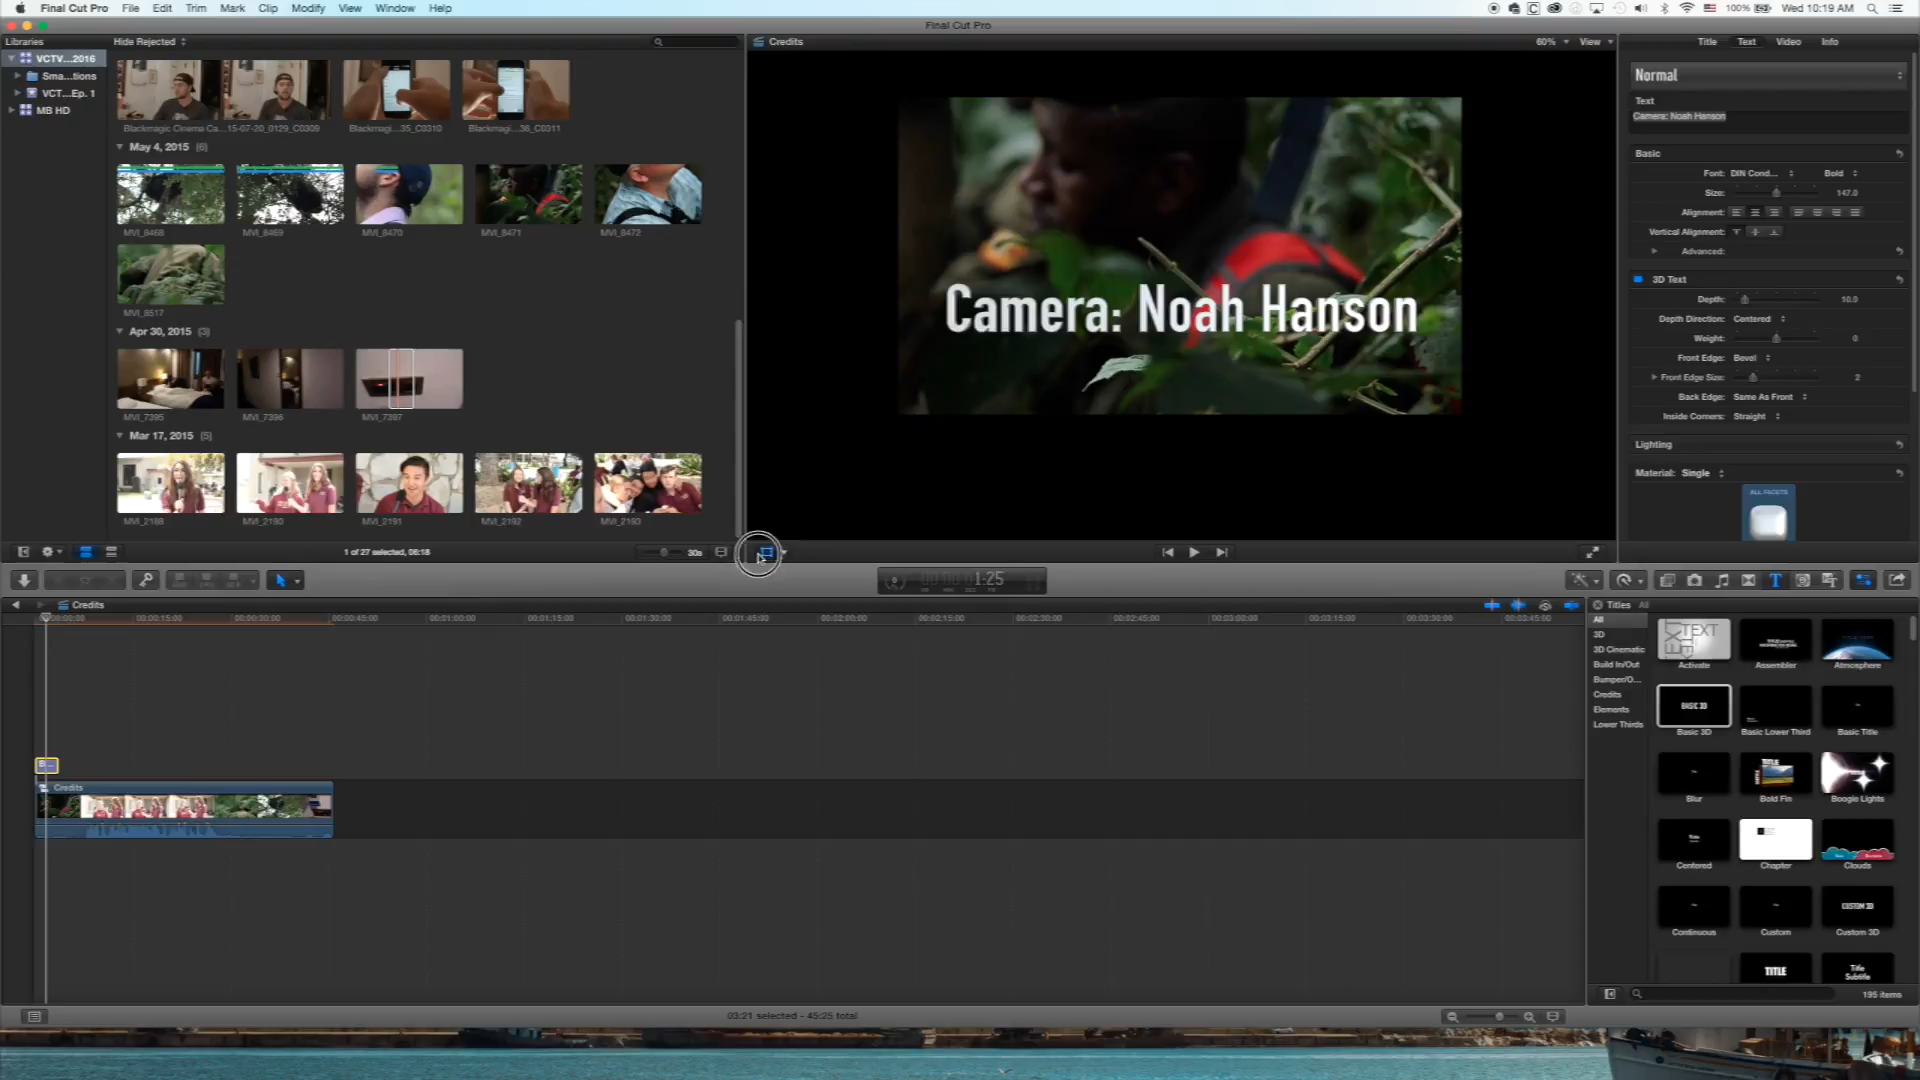 Final Cut Pro File Edit Trim Mark Clip Modify View Window Help
100% Wed 10:19 AM
Final Cut Pro
Libraries
Hide Rejected
Credits
60% View
Title Text Video Info
VCTV...2016
Sma...tions
VCT...Ep. 1
MB HD
Blackmagic Cinema Ca...15-07-20_0129_C0309
Blackmagi...35_C0310
Blackmagi...36_C0311
May 4, 2015 (6)
MVI_8468
MVI_8469
MVI_8470
MVI_8471
MVI_8472
MVI_8517
Apr 30, 2015 (3)
MVI_7395
MVI_7396
MVI_7397
Mar 17, 2015 (5)
MVI_2188
MVI_2190
MVI_2191
MVI_2192
MVI_2193
1 of 27 selected, 06:18
30s
Camera: Noah Hanson
Normal
Text
Camera: Noah Hanson
Basic
Font: DIN Cond... Bold
Size: 147.0
Alignment:
Vertical Alignment:
Advanced:
3D Text
Depth: 10.0
Depth Direction: Centered
Weight: 0
Front Edge: Bevel
Front Edge Size: 2
Back Edge: Same As Front
Inside Corners: Straight
Lighting
Material: Single
ALL FACETS
1:25
Credits
00:00:15:00
00:00:30:00
00:00:45:00
00:01:00:00
00:01:15:00
00:01:30:00
00:01:45:00
00:02:00:00
00:02:15:00
00:02:30:00
00:02:45:00
00:03:00:00
00:03:15:00
00:03:30:00
00:03:45:00
B...
Credits
03:21 selected - 45:25 total
Titles All
All
3D
3D Cinematic
Build In/Out
Bumper/O...
Credits
Elements
Lower Thirds
Activate
Assembler
Atmosphere
BASIC 3D
Basic 3D
Basic Lower Third
Basic Title
Blur
TITLE
Bold Fin
Boogie Lights
Centered
Chapter
Clouds
Continuous
Custom
CUSTOM 3D
Custom 3D
TITLE
Title
Subtitle
195 items